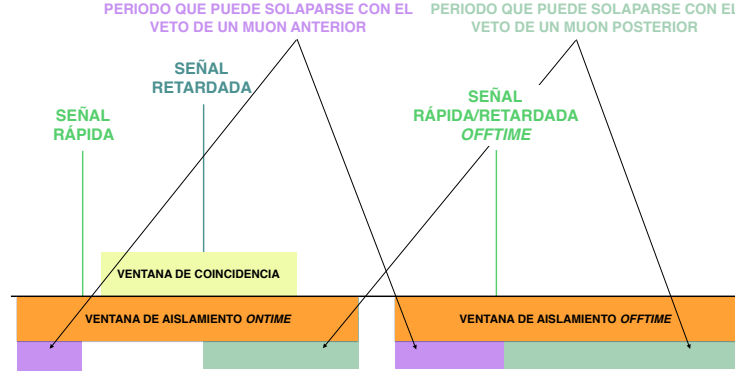 PERIODO QUE PUEDE SOLAPARSE CON EL
VETO DE UN MUON ANTERIOR
PERIODO QUE PUEDE SOLAPARSE CON EL
VETO DE UN MUON POSTERIOR
SEÑAL
RETARDADA
SEÑAL
RÁPIDA
SEÑAL
RÁPIDA/RETARDADA
OFFTIME
VENTANA DE COINCIDENCIA
VENTANA DE AISLAMIENTO ONTIME
VENTANA DE AISLAMIENTO OFFTIME